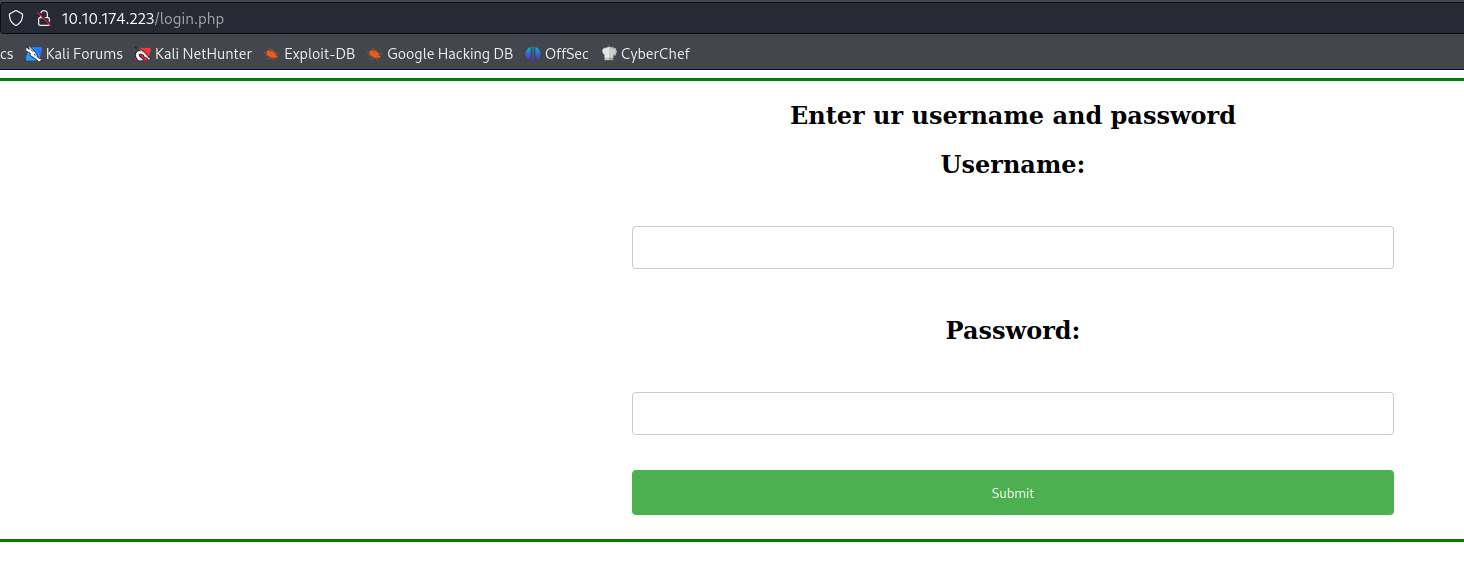 10.10.174.223/login.php
cs Kali Forums Kali NetHunter Exploit-DB Google Hacking DB OffSec CyberChef
Enter ur username and password
Username:
Password:
Submit